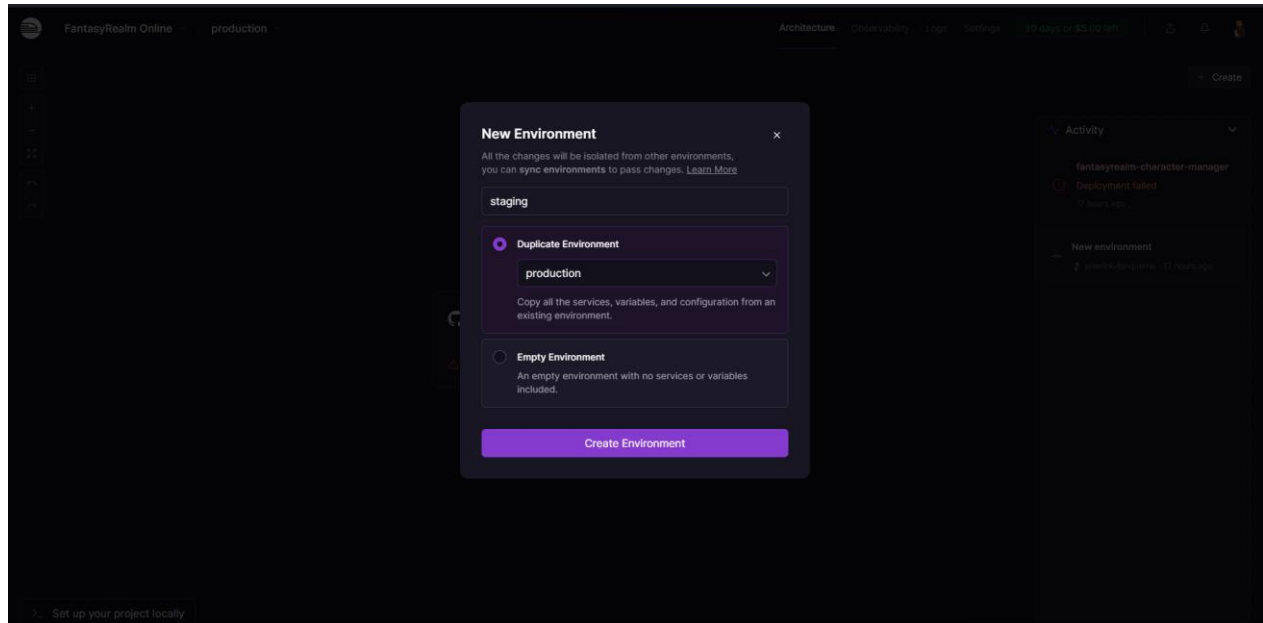 FantasyRealm Online
production
Architecture
Observability
Logs
Settings
30 days or $5.00 left
+ Create
New Environment
All the changes will be isolated from other environments,
you can sync environments to pass changes. Learn More
staging
Duplicate Environment
production
Copy all the services, variables, and configuration from an
existing environment.
Empty Environment
An empty environment with no services or variables
included.
Create Environment
Activity
fantasyrealm-character-manager
Deployment failed
17 hours ago
New environment
17 hours ago
>_ Set up your project locally